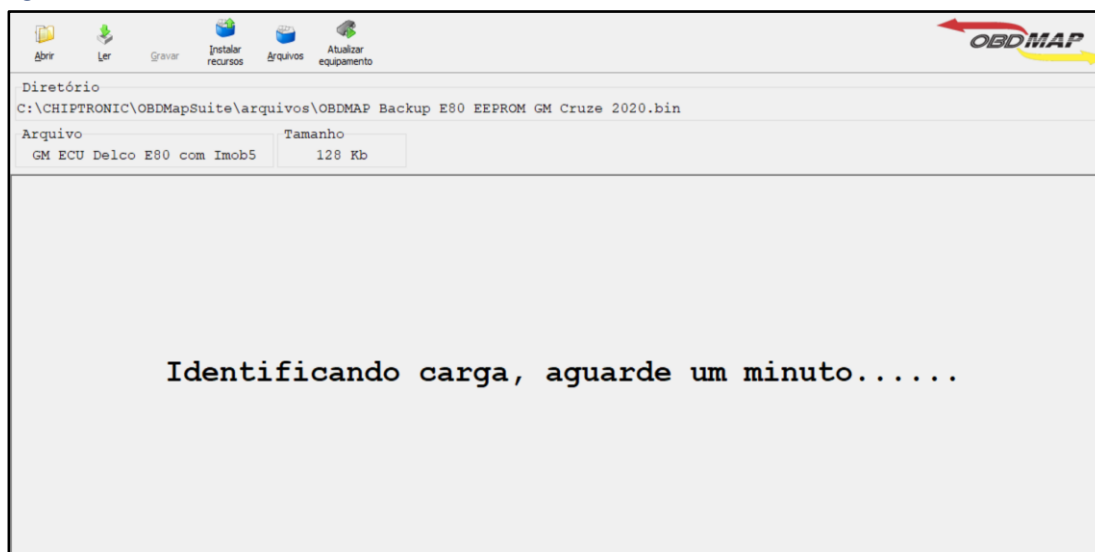 Abrir
Ler
Gravar
Instalar recursos
Arquivos
Atualizar equipamento
OBDMAP
Diretório
C:\CHIPTRONIC\OBDMapSuite\arquivos\OBDMAP Backup E80 EEPROM GM Cruze 2020.bin
Arquivo
Tamanho
GM ECU Delco E80 com Imob5
128 Kb
Identificando carga, aguarde um minuto......